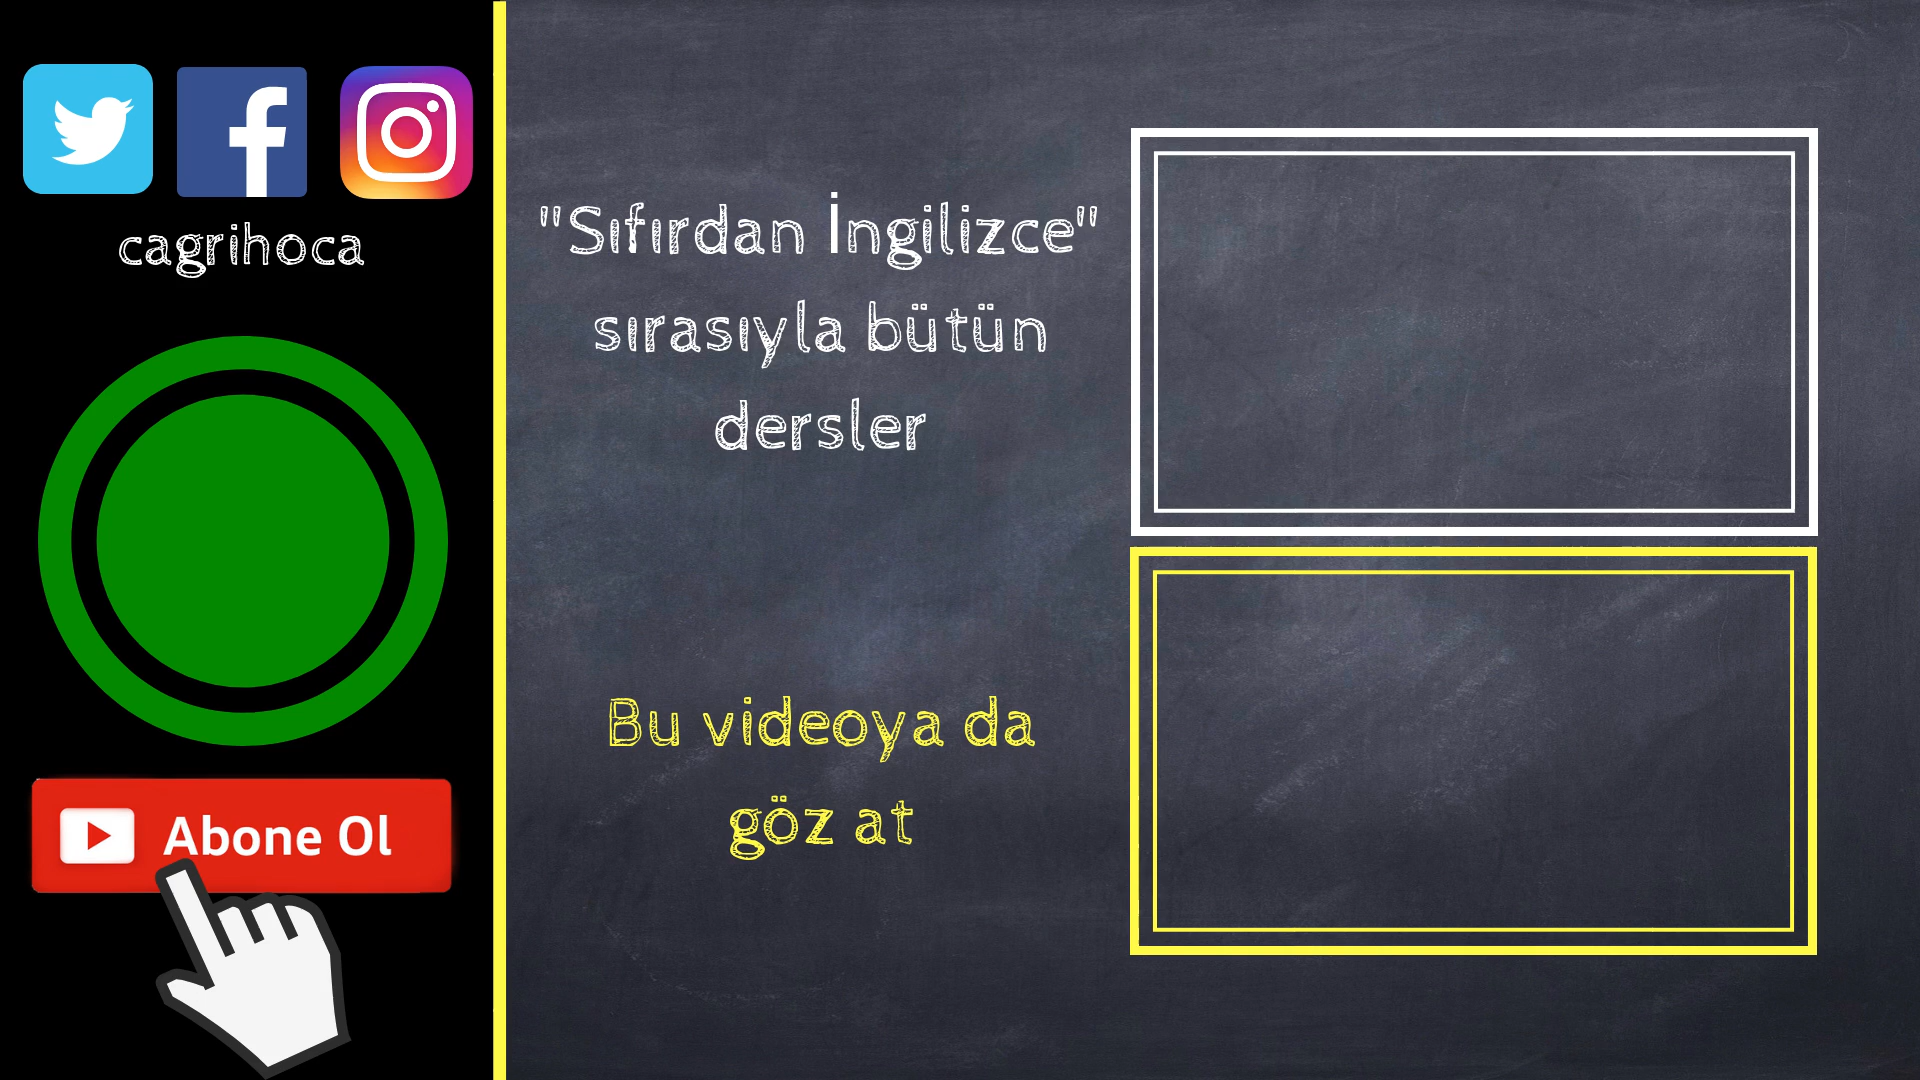 cagrihoca
Abone Ol
"Sıfırdan İngilizce"
sırasıyla bütün
dersler
Bu videoya da
göz at